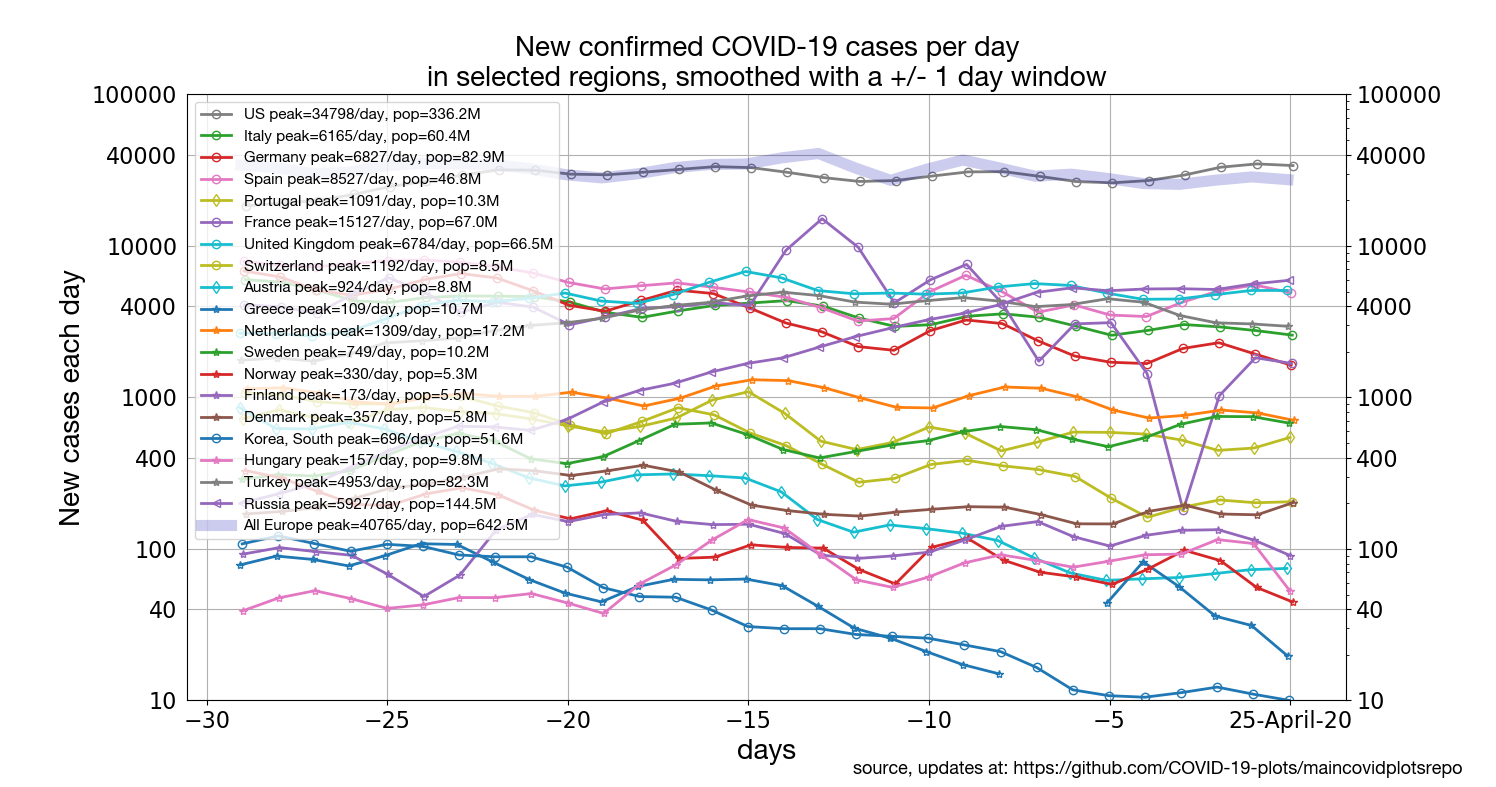 New confirmed COVID-19 cases per day
in selected regions, smoothed with a +/- 1 day window
New cases each day
100000
40000
10000
4000
1000
400
100
40
10
US peak=34798/day, pop=336.2M
Italy peak=6165/day, pop=60.4M
Germany peak=6827/day, pop=82.9M
Spain peak=8527/day, pop=46.8M
Portugal peak=1091/day, pop=10.3M
France peak=15127/day, pop=67.0M
United Kingdom peak=6784/day, pop=66.5M
Switzerland peak=1192/day, pop=8.5M
Austria peak=924/day, pop=8.8M
Greece peak=109/day, pop=10.7M
Netherlands peak=1309/day, pop=17.2M
Sweden peak=749/day, pop=10.2M
Norway peak=330/day, pop=5.3M
Finland peak=173/day, pop=5.5M
Denmark peak=357/day, pop=5.8M
Korea, South peak=696/day, pop=51.6M
Hungary peak=157/day, pop=9.8M
Turkey peak=4953/day, pop=82.3M
Russia peak=5927/day, pop=144.5M
All Europe peak=40765/day, pop=642.5M
100000
40000
10000
4000
1000
400
100
40
10
−30 −25 −20 −15 −10 −5 25-April-20
days
source, updates at: https://github.com/COVID-19-plots/maincovidplotsrepo